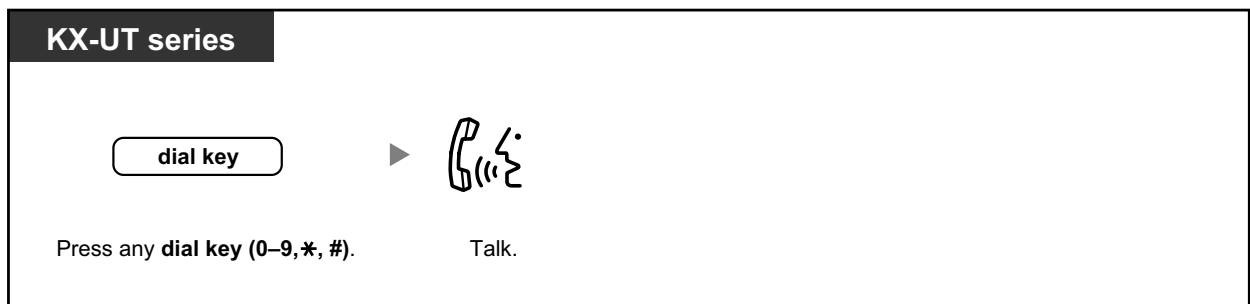 KX-UT series
dial key
Press any dial key (0–9,✱, #).
Talk.